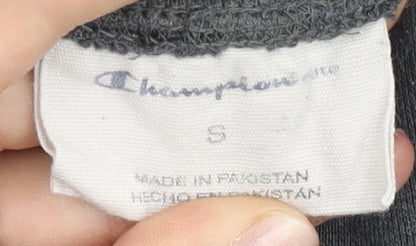 Champion
S
MADE IN PAKISTAN
HECHO EN PAKISTAN